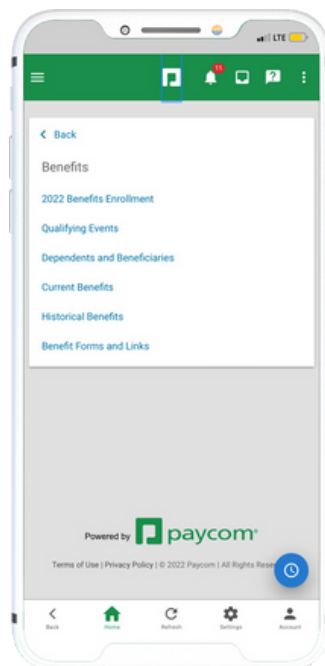 LTE
11
?
Back
Benefits
2022 Benefits Enrollment
Qualifying Events
Dependents and Beneficiaries
Current Benefits
Historical Benefits
Benefit Forms and Links
Powered by paycom
Terms of Use | Privacy Policy | © 2022 Paycom | All Rights
Back Home Refresh Settings Account